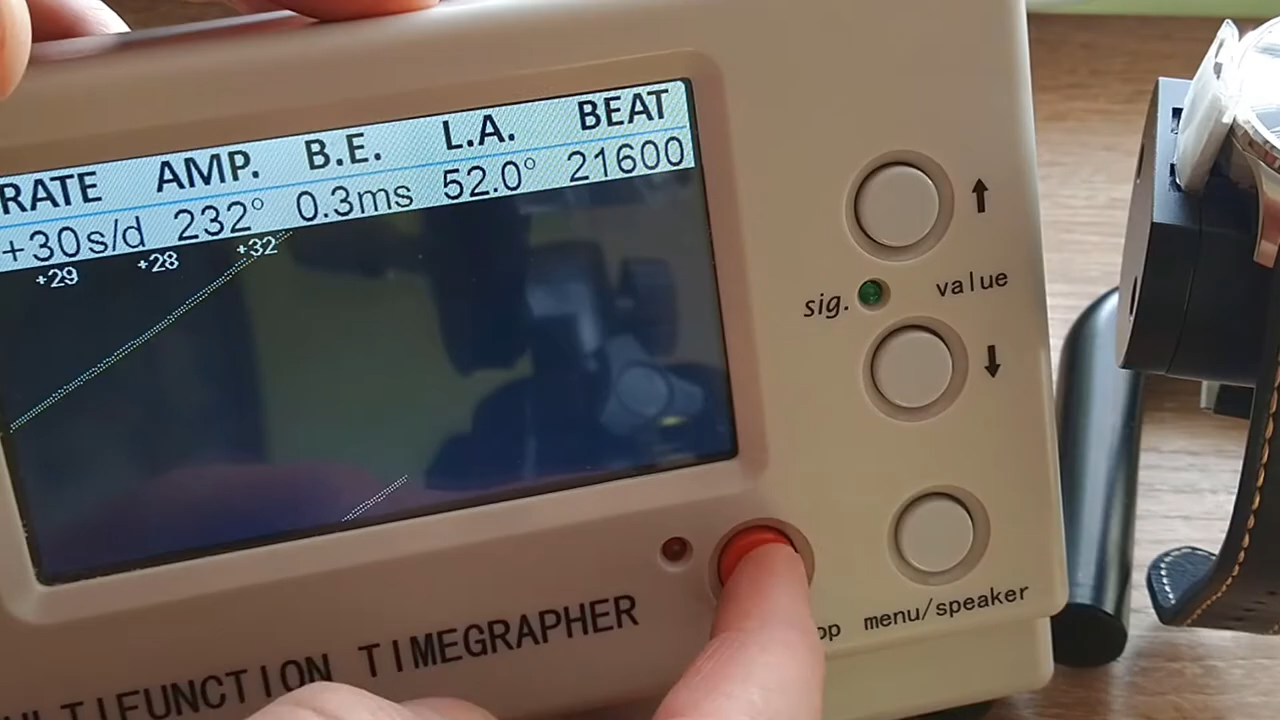 RATE AMP. B.E. L.A. BEAT
+30s/d 232° 0.3ms 52.0° 21600
+29 +28 +32
sig. value
menu/speaker
TIMEGRAPHER